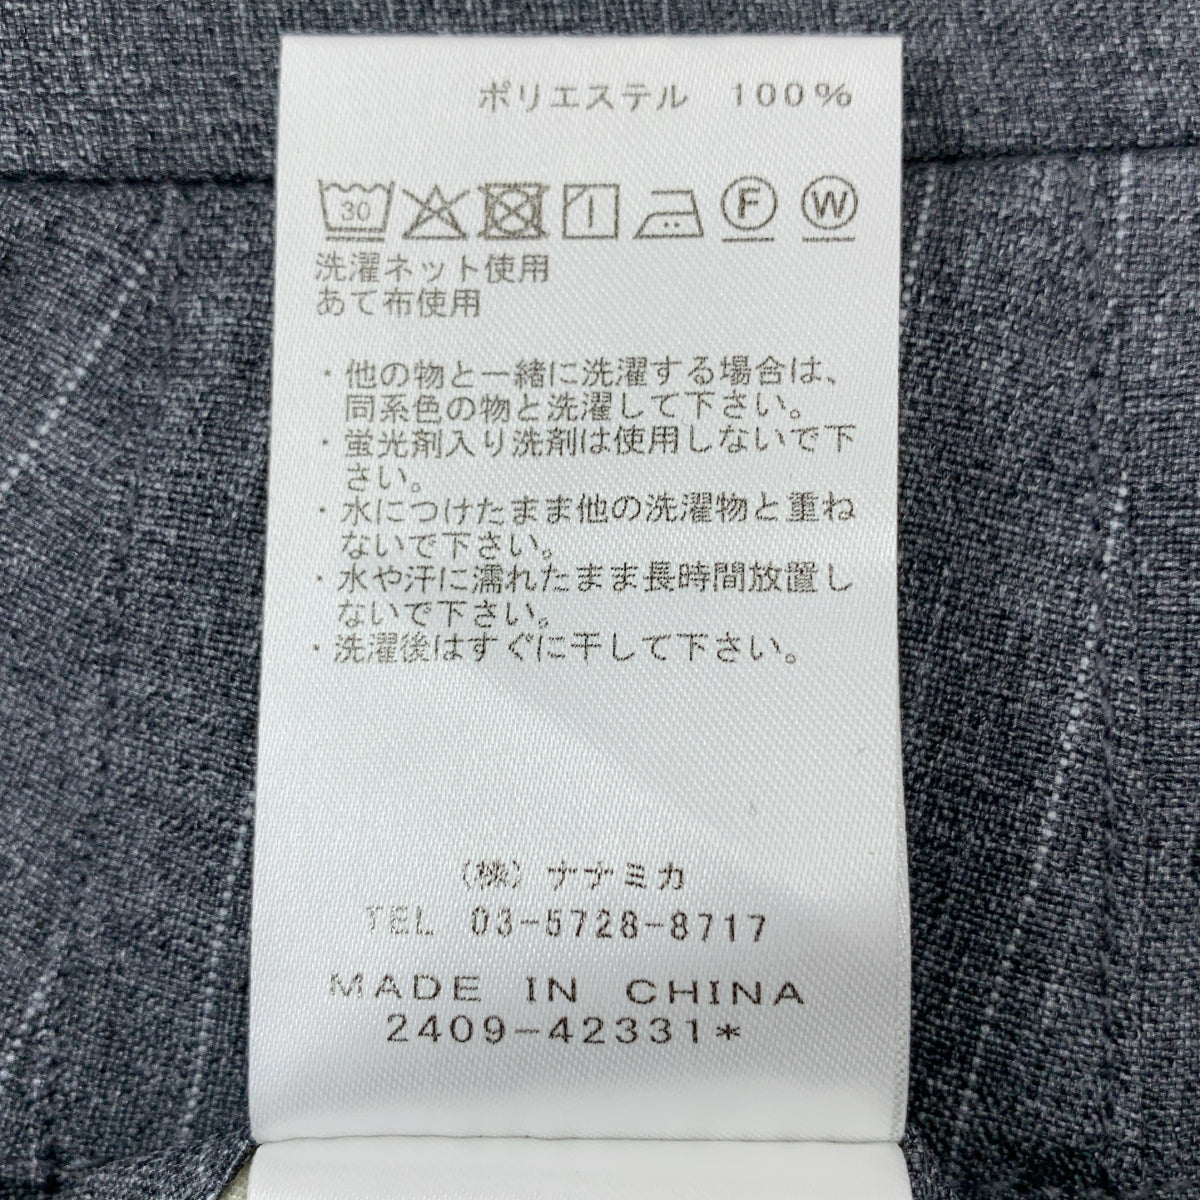 ポリエステル 100%
30 F W
洗濯ネット使用
あて布使用
・他の物と一緒に洗濯する場合は、
同系色の物と洗濯して下さい。
・蛍光剤入り洗剤は使用しないで下
さい。
・水につけたまま他の洗濯物と重ね
ないで下さい。
・水や汗に濡れたまま長時間放置し
ないで下さい。
・洗濯後はすぐに干して下さい。
(株) ナナミカ
TEL 03-5728-8717
MADE IN CHINA
2409-42331*